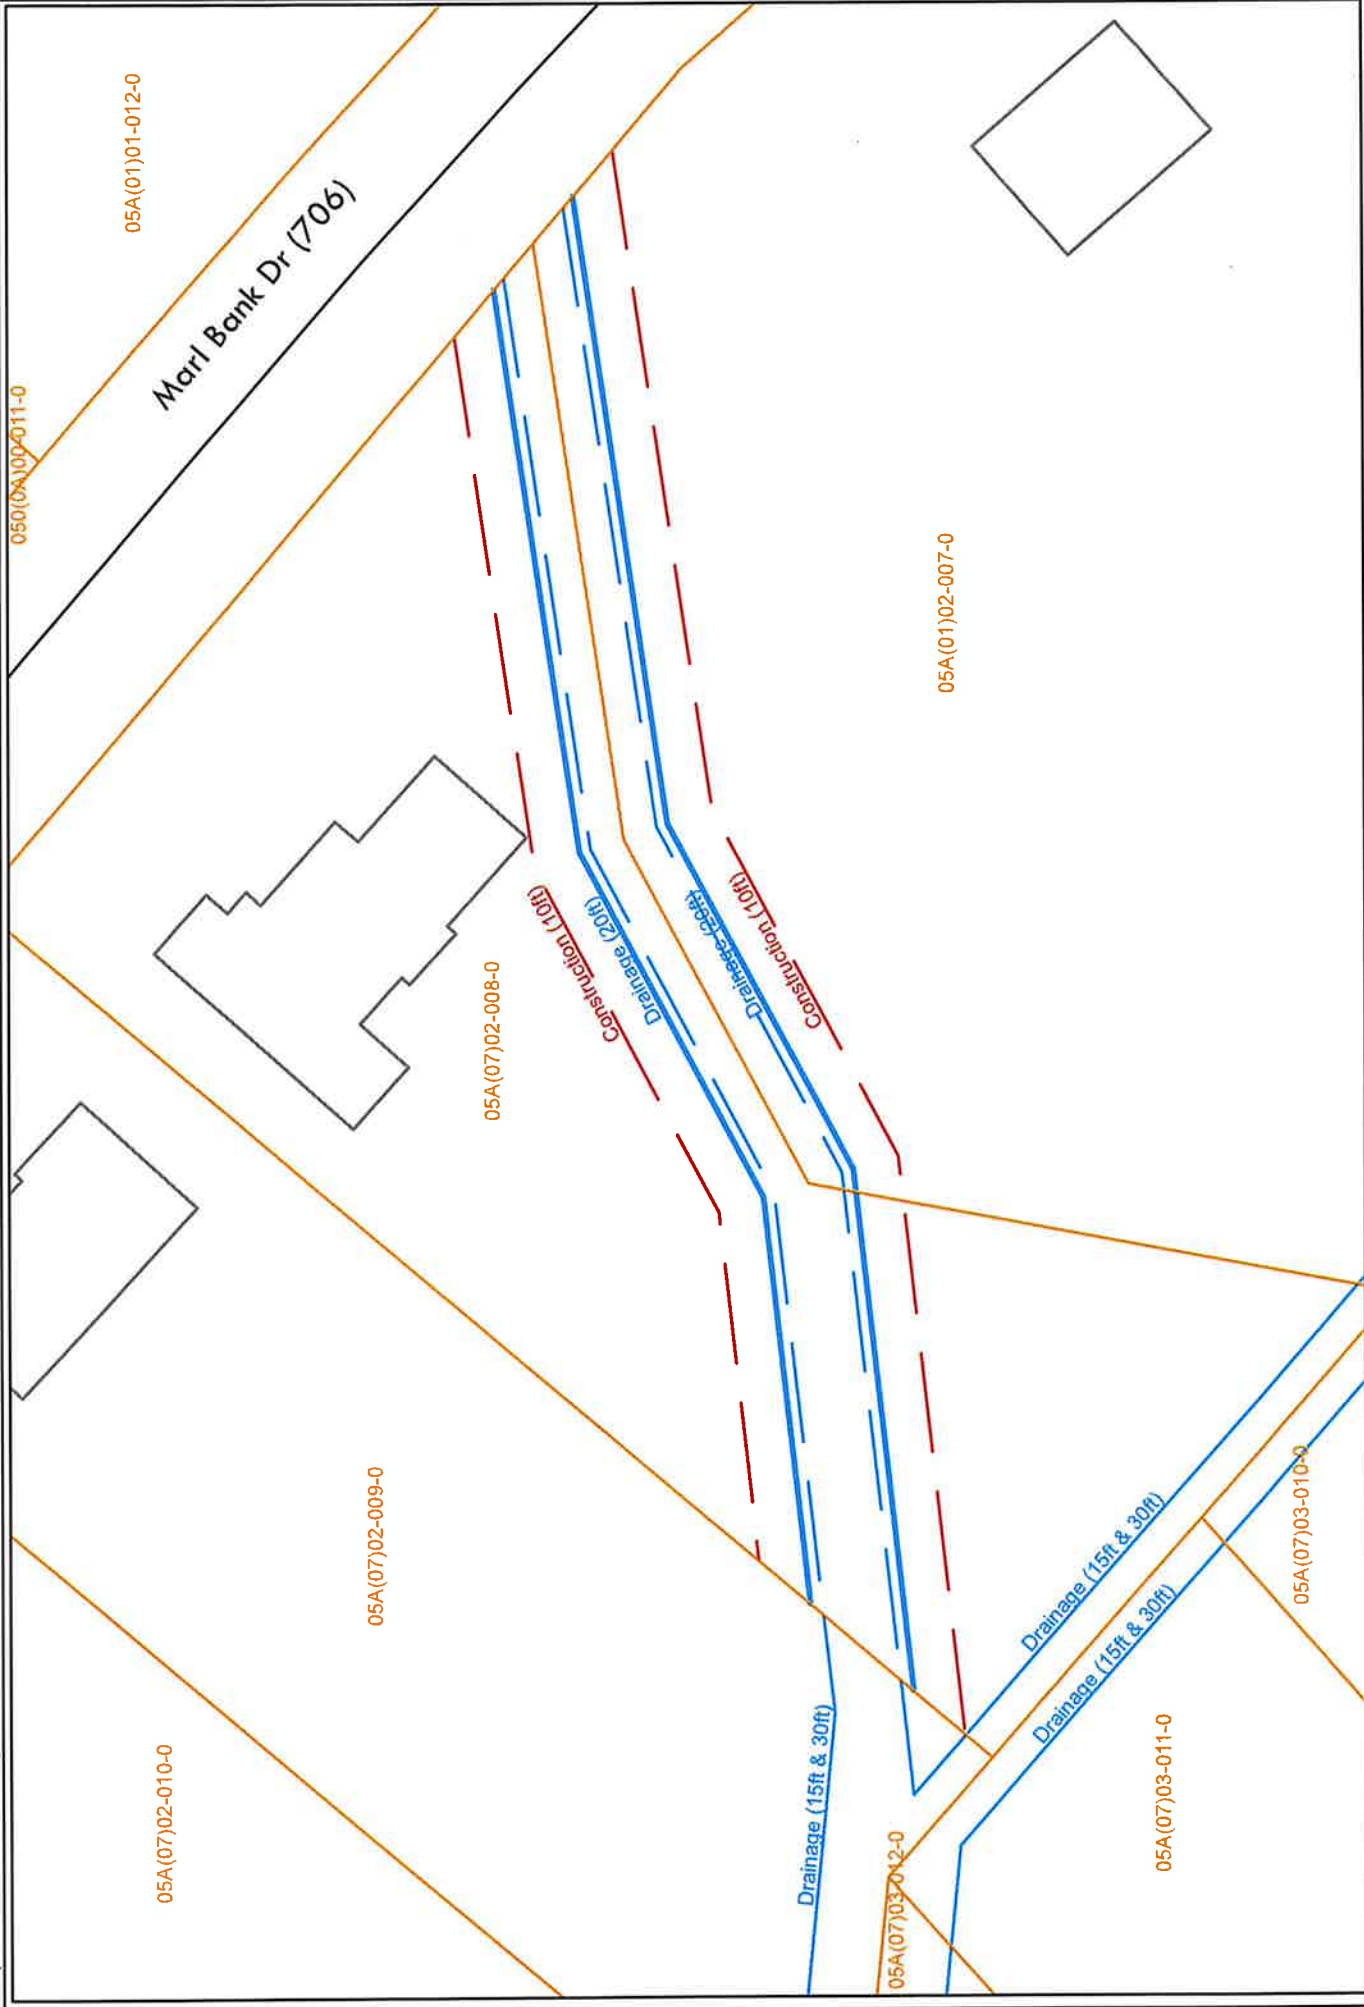 05A(01)01-012-0
Marl Bank Dr (706)
050(0A)00-011-0
05A(01)02-007-0
Construction (10ft)
Drainage (20ft)
Drainage (20ft)
Construction (10ft)
05A(07)02-008-0
05A(07)02-009-0
05A(07)02-010-0
Drainage (15ft & 30ft)
Drainage (15ft & 30ft)
Drainage (15ft & 30ft)
05A(07)03-010-0
05A(07)03-011-0
05A(07)03-012-0